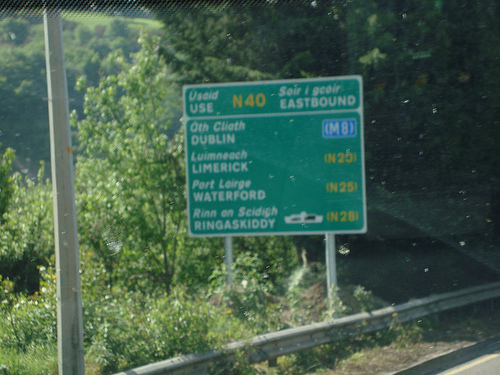 Úsáid Soir i gcóir
USE N40 EASTBOUND
Áth Cliath
DUBLIN (M8)
Luimneach
LIMERICK (N20)
Port Láirge
WATERFORD (N25)
Rinn an Scidigh
RINGASKIDDY (N28)